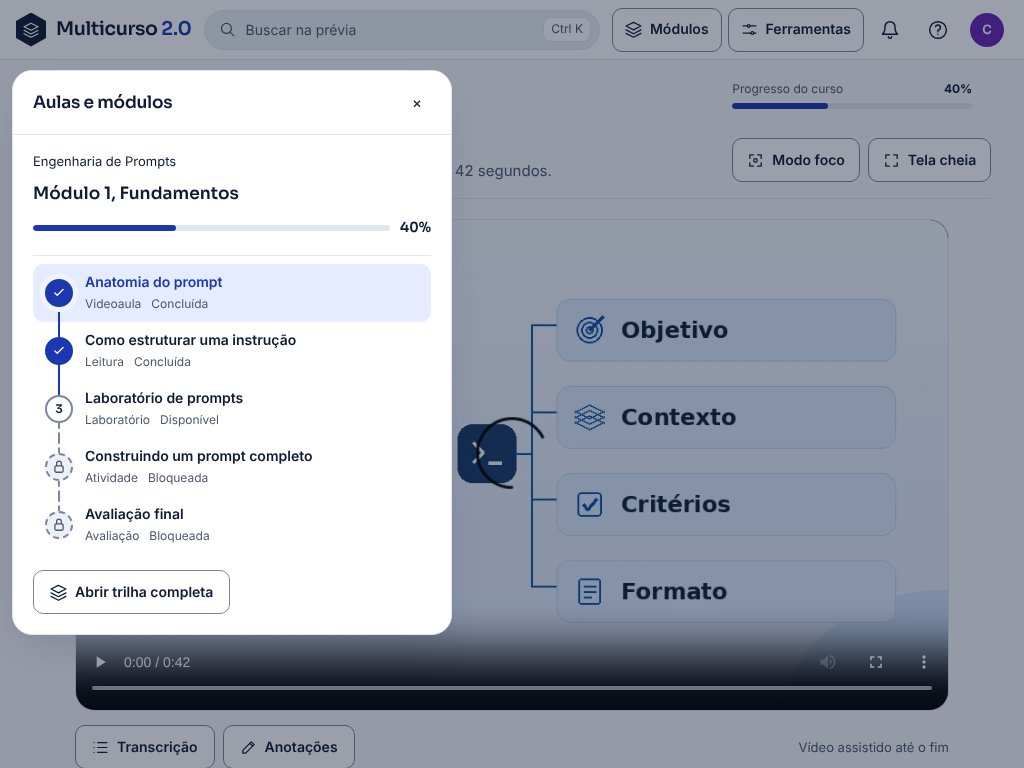 Multicurso 2.0
Buscar na prévia
Ctrl K
Módulos
Ferramentas
C
Aulas e módulos
×
Progresso do curso
40%
Engenharia de Prompts
Módulo 1, Fundamentos
40%
42 segundos.
Modo foco
Tela cheia
Anatomia do prompt
Videoaula Concluída
Como estruturar uma instrução
Leitura Concluída
3
Laboratório de prompts
Laboratório Disponível
Construindo um prompt completo
Atividade Bloqueada
Avaliação final
Avaliação Bloqueada
Abrir trilha completa
Objetivo
Contexto
Critérios
Formato
0:00 / 0:42
Transcrição
Anotações
Vídeo assistido até o fim